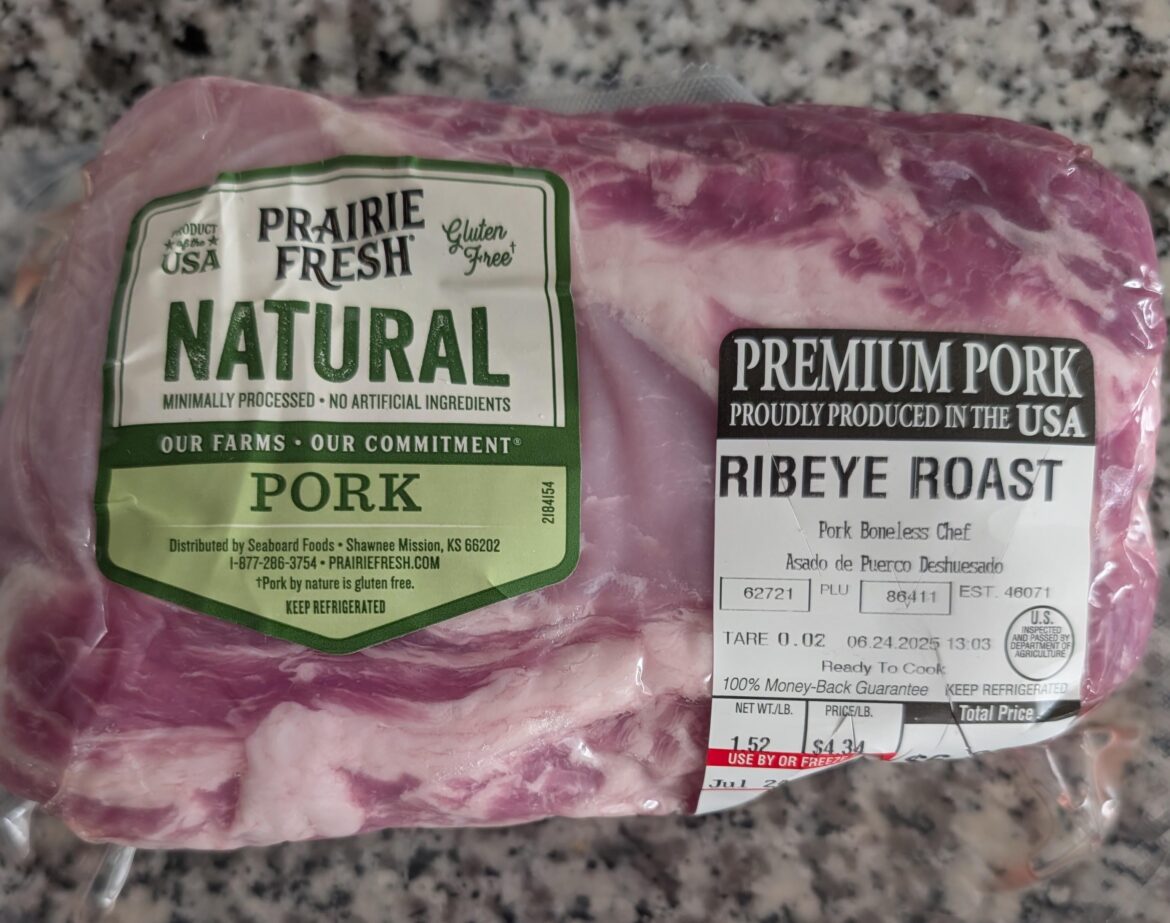 PRODUCT
of the
USA
PRAIRIE
FRESH®
Gluten
Free†
NATURAL
MINIMALLY PROCESSED • NO ARTIFICIAL INGREDIENTS
OUR FARMS • OUR COMMITMENT®
PORK
2184154
Distributed by Seaboard Foods • Shawnee Mission, KS 66202
1-877-286-3754 • PRAIRIEFRESH.COM
†Pork by nature is gluten free.
KEEP REFRIGERATED
PREMIUM PORK
PROUDLY PRODUCED IN THE USA
RIBEYE ROAST
Pork Boneless Chef
Asado de Puerco Deshuesado
62721 PLU 86411 EST. 46071
TARE 0.02 06.24.2025 13:03
U.S.
INSPECTED
AND PASSED BY
DEPARTMENT OF
AGRICULTURE
Ready To Cook
100% Money-Back Guarantee KEEP REFRIGERATED
NET WT./LB. PRICE/LB. Total Price
1.52 $4.34
USE BY OR FREEZE
Jul